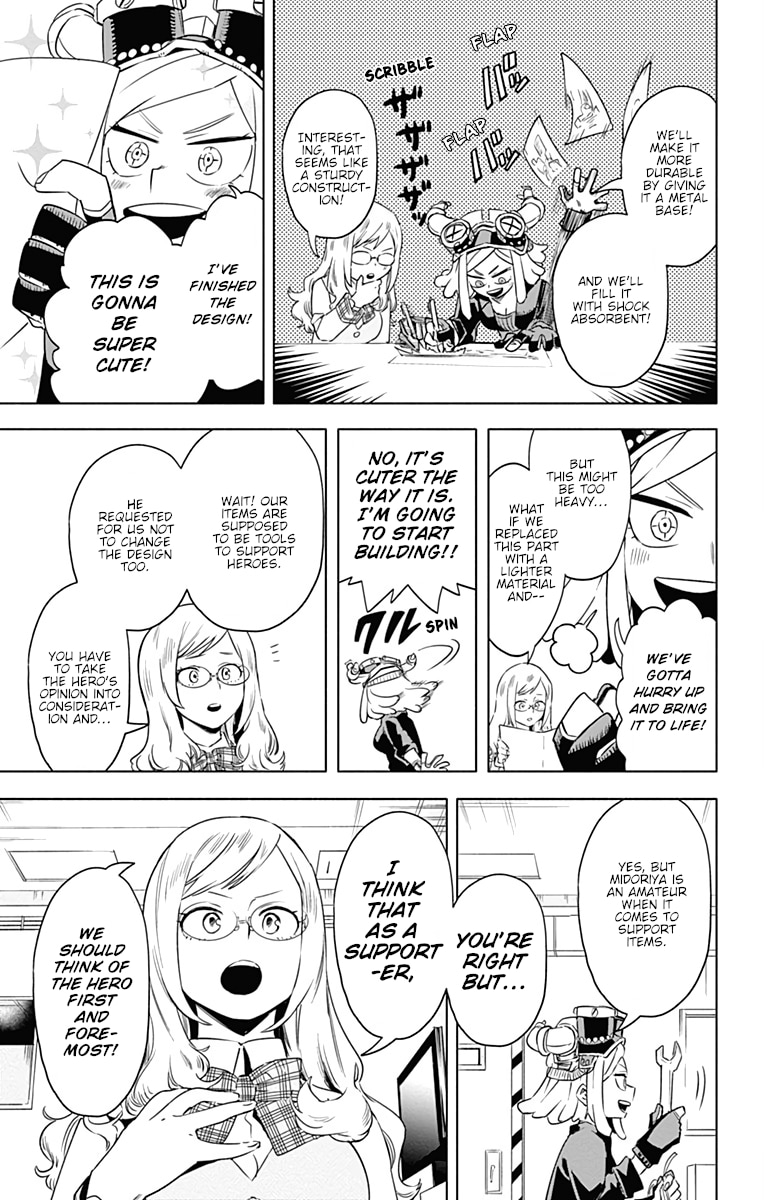 WE'LL
MAKE IT
MORE
DURABLE
BY GIVING
IT A METAL
BASE!
AND WE'LL
FILL IT
WITH SHOCK
ABSORBENT!
FLAP
バッ
FLAP
バッ
SCRIBBLE
ザザザザッ
INTEREST-
ING, THAT
SEEMS LIKE
A STURDY
CONSTRUCT-
ION!
I'VE
FINISHED
THE
DESIGN!
THIS IS
GONNA
BE
SUPER
CUTE!
BUT
THIS MIGHT
BE TOO
HEAVY...
WHAT
IF WE
REPLACED
THIS PART
WITH A
LIGHTER
MATERIAL
AND--
WE'VE
GOTTA
HURRY UP
AND BRING
IT TO LIFE!
NO, IT'S
CUTER THE
WAY IT IS.
I'M GOING
TO START
BUILDING!!
クル
SPIN
WAIT! OUR
ITEMS ARE
SUPPOSED
TO BE TOOLS
TO SUPPORT
HEROES.
HE
REQUESTED
FOR US NOT
TO CHANGE
THE DESIGN
TOO.
YOU HAVE
TO TAKE
THE HERO'S
OPINION INTO
CONSIDERAT-
ION AND...
YES, BUT
MIDORIYA IS
AN AMATEUR
WHEN IT
COMES TO
SUPPORT
ITEMS.
YOU'RE
RIGHT
BUT...
I
THINK
THAT
AS A
SUPPORT
-ER,
WE
SHOULD
THINK OF
THE HERO
FIRST
AND
FORE-
MOST!